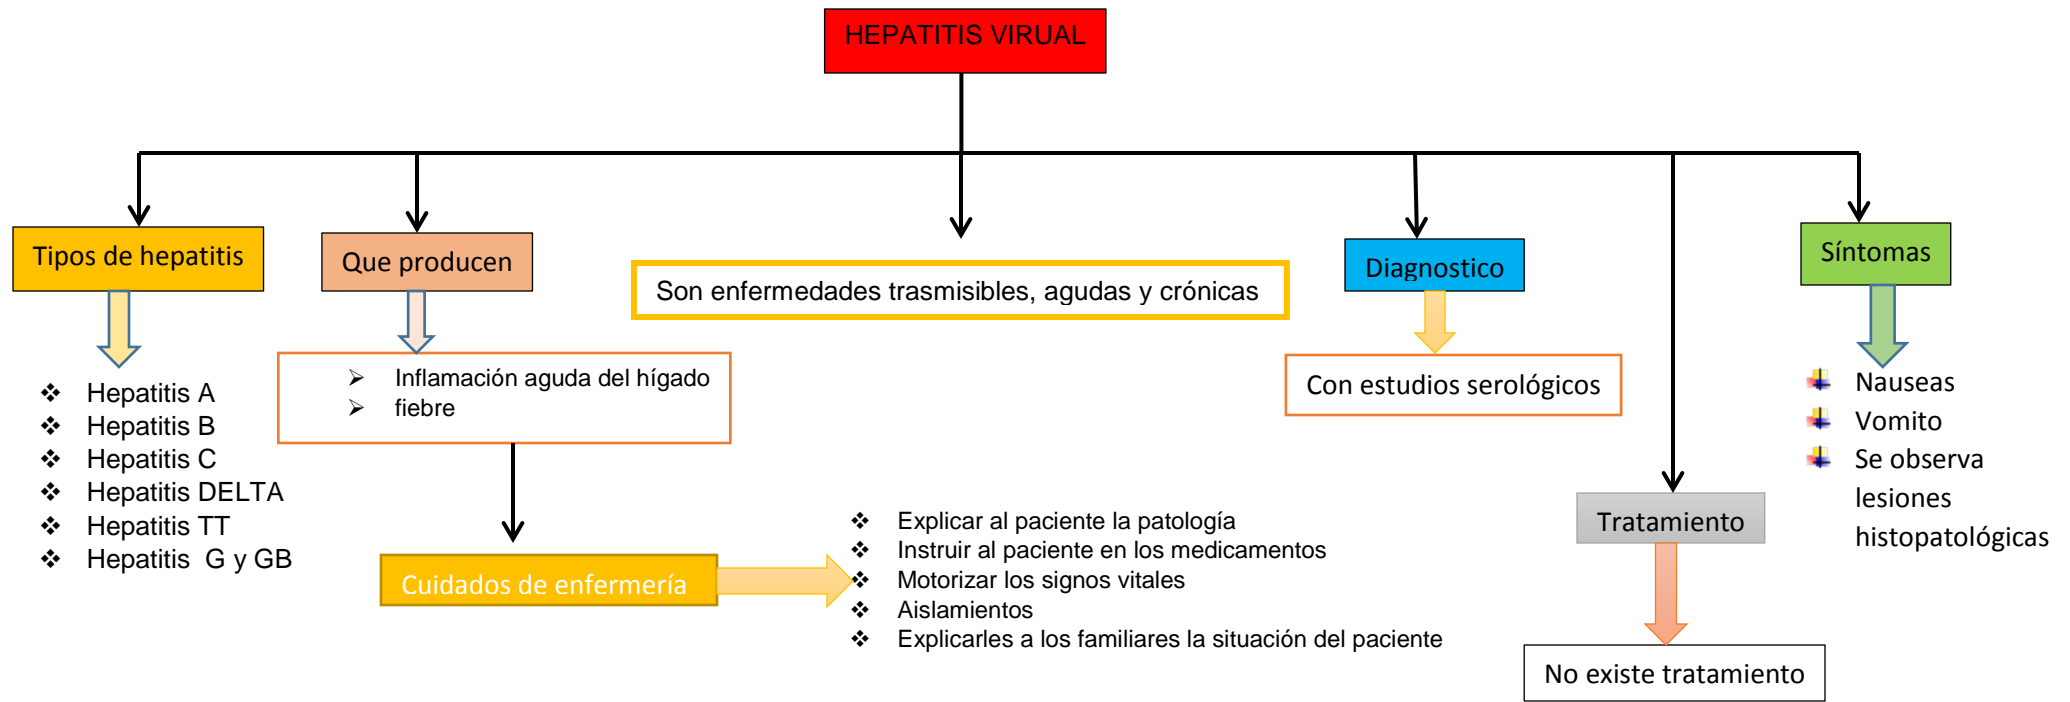 HEPATITIS VIRUAL
Tipos de hepatitis
Hepatitis A
Hepatitis B
Hepatitis C
Hepatitis DELTA
Hepatitis TT
Hepatitis G y GB
Que producen
Inflamación aguda del hígado
fiebre
Cuidados de enfermería
Explicar al paciente la patología
Instruir al paciente en los medicamentos
Motorizar los signos vitales
Aislamientos
Explicarles a los familiares la situación del paciente
Son enfermedades trasmisibles, agudas y crónicas
Diagnostico
Con estudios serológicos
Tratamiento
No existe tratamiento
Síntomas
Nauseas
Vomito
Se observa
lesiones
histopatológicas